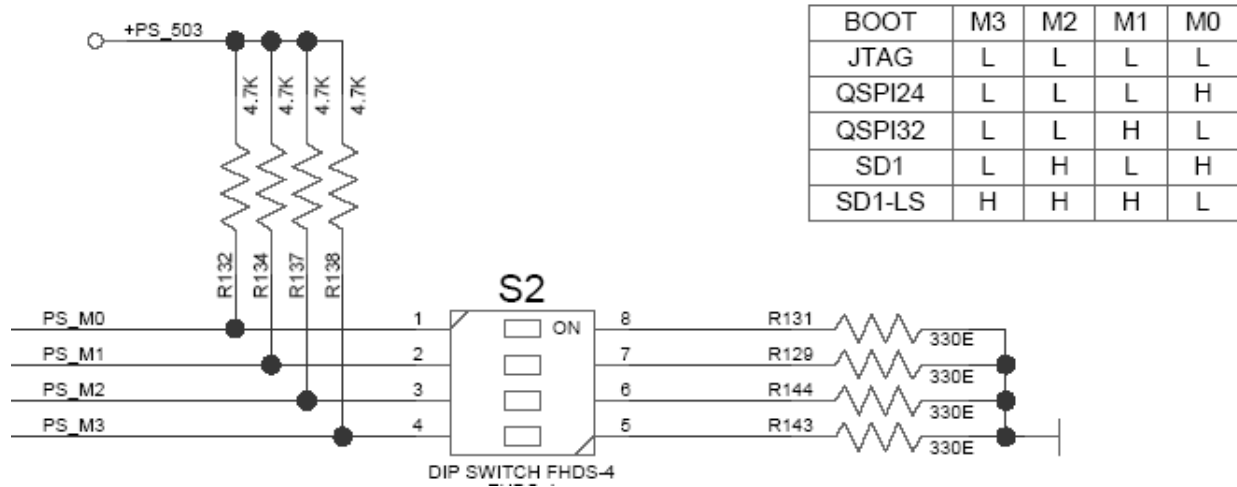 +PS_503
BOOT M3 M2 M1 M0
JTAG L L L L
QSPI24 L L L H
QSPI32 L L H L
SD1 L H L H
SD1-LS H H H L
4.7K 4.7K 4.7K 4.7K
R132 R134 R137 R138
S2
PS_M0 1 ON 8 R131 330E
PS_M1 2 7 R129 330E
PS_M2 3 6 R144 330E
PS_M3 4 5 R143 330E
DIP SWITCH FHDS-4